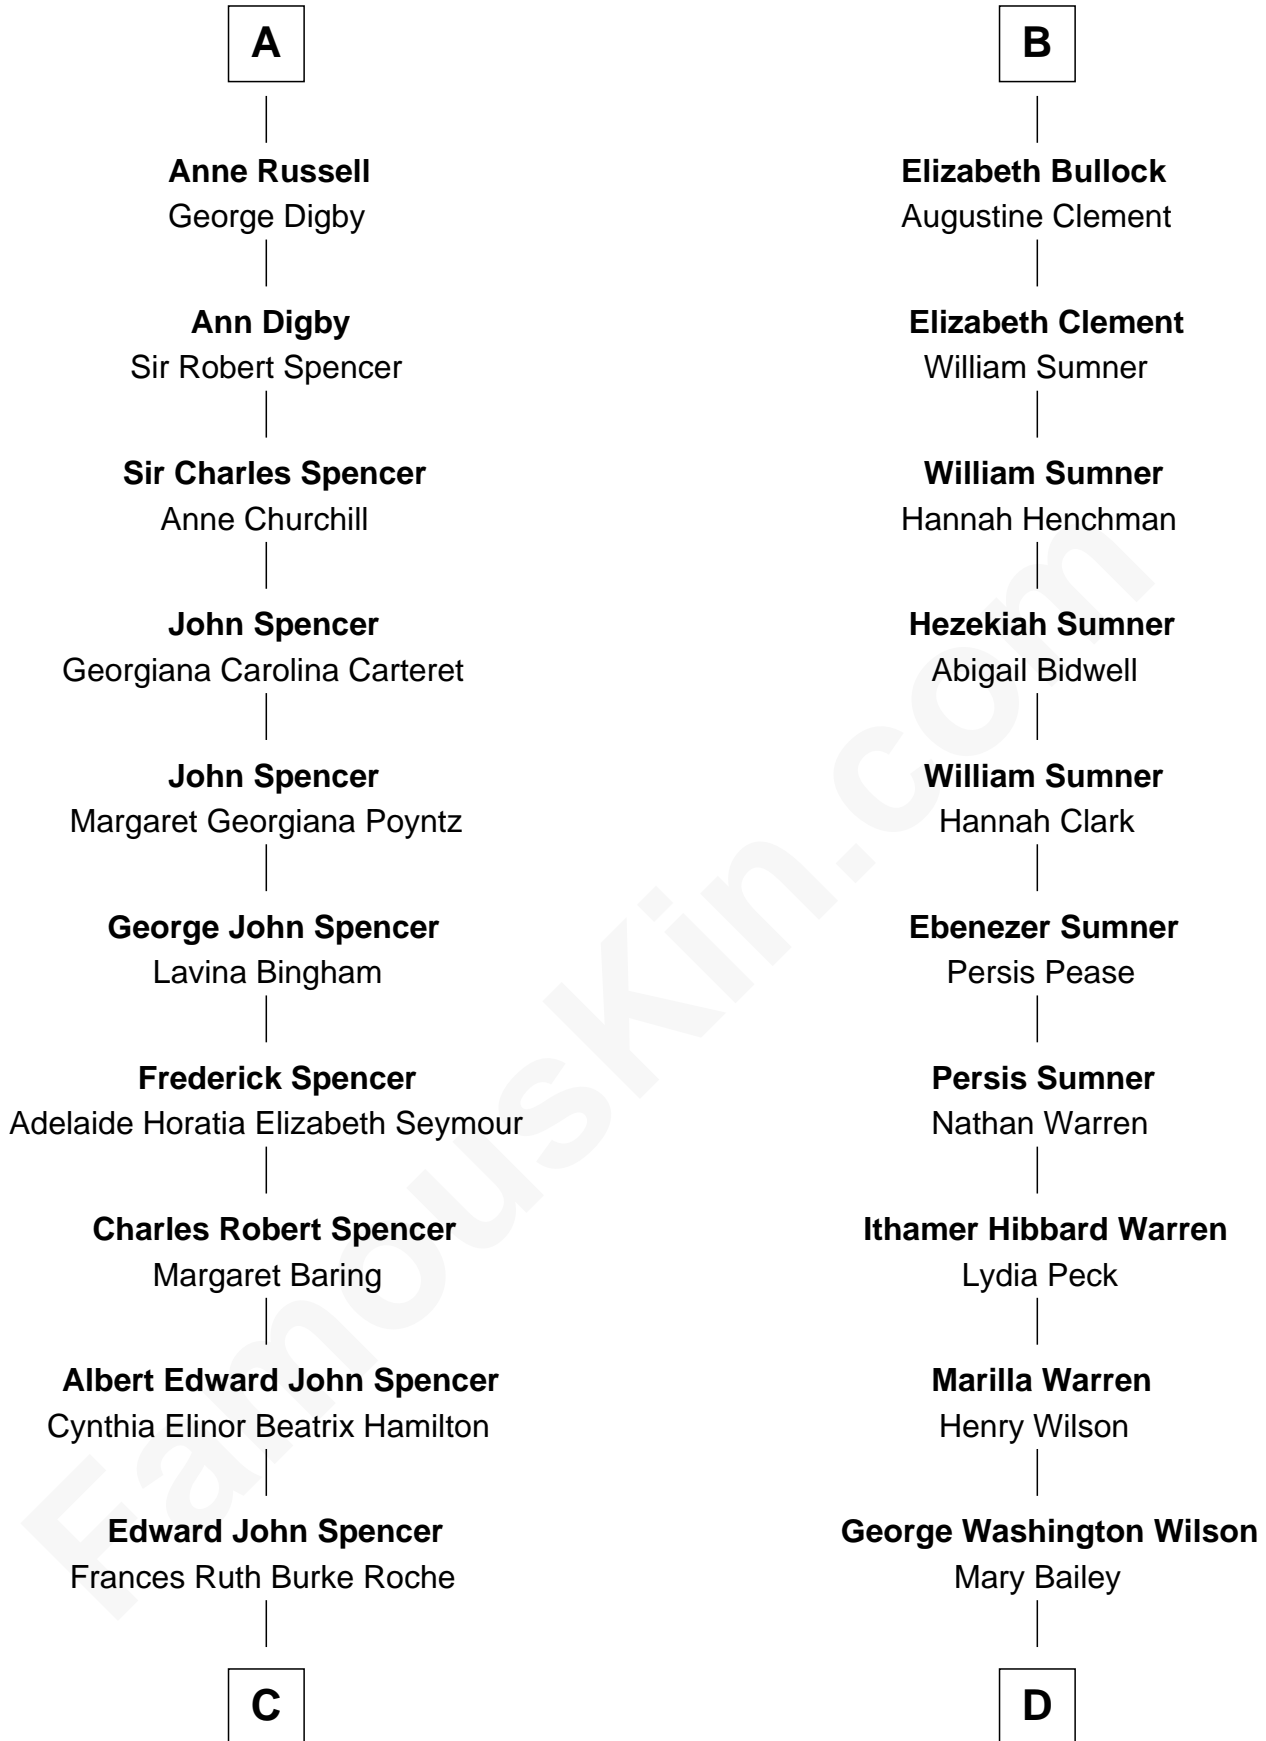 A
Anne Russell
George Digby
Ann Digby
Sir Robert Spencer
Sir Charles Spencer
Anne Churchill
John Spencer
Georgiana Carolina Carteret
John Spencer
Margaret Georgiana Poyntz
George John Spencer
Lavina Bingham
Frederick Spencer
Adelaide Horatia Elizabeth Seymour
Charles Robert Spencer
Margaret Baring
Albert Edward John Spencer
Cynthia Elinor Beatrix Hamilton
Edward John Spencer
Frances Ruth Burke Roche
C
B
Elizabeth Bullock
Augustine Clement
Elizabeth Clement
William Sumner
William Sumner
Hannah Henchman
Hezekiah Sumner
Abigail Bidwell
William Sumner
Hannah Clark
Ebenezer Sumner
Persis Pease
Persis Sumner
Nathan Warren
Ithamer Hibbard Warren
Lydia Peck
Marilla Warren
Henry Wilson
George Washington Wilson
Mary Bailey
D
FamousKin.com